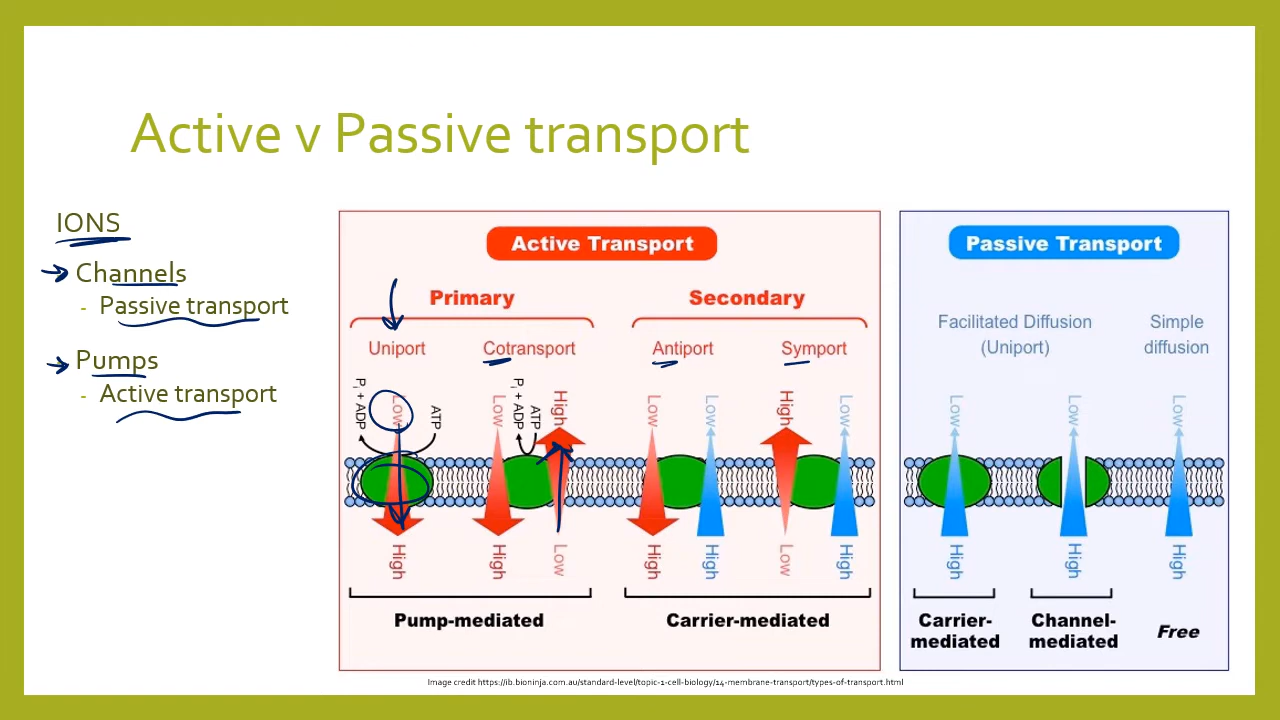 Active v Passive transport
IONS
Channels
- Passive transport
Pumps
- Active transport
Active Transport
Primary
Secondary
Uniport
Cotransport
Antiport
Symport
Pi + ADP
Low
ATP
Low
Pi + ADP
ATP
High
Low
Low
High
Low
High
High
Low
High
High
Low
High
Pump-mediated
Carrier-mediated
Passive Transport
Facilitated Diffusion
(Uniport)
Simple
diffusion
Low
Low
Low
High
High
High
Carrier-
mediated
Channel-
mediated
Free
Image credit https://ib.bioninja.com.au/standard-level/topic-1-cell-biology/14-membrane-transport/types-of-transport.html